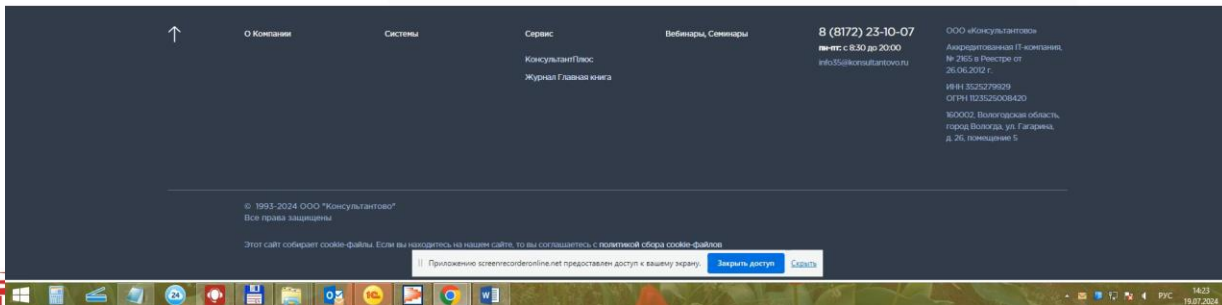 О Компании
Системы
Сервис
КонсультантПлюс
Журнал Главная книга
Вебинары, Семинары
8 (8172) 23-10-07
пн-пт: с 8:30 до 20:00
info35@konsultantovo.ru
ООО «Консультантово»
Аккредитованная IT-компания,
№ 2165 в Реестре от
26.06.2012 г.
ИНН 3525279929
ОГРН 1123525008420
160002, Вологодская область,
город Вологда, ул. Гагарина,
д. 26, помещение 5
© 1993-2024 ООО "Консультантово"
Все права защищены
Этот сайт собирает cookie-файлы. Если вы находитесь на нашем сайте, то вы соглашаетесь с политикой сбора cookie-файлов
Приложению screenrecorderonline.net предоставлен доступ к вашему экрану.
Закрыть доступ
Скрыть
24
1С
РУС
14:23
19.07.2024